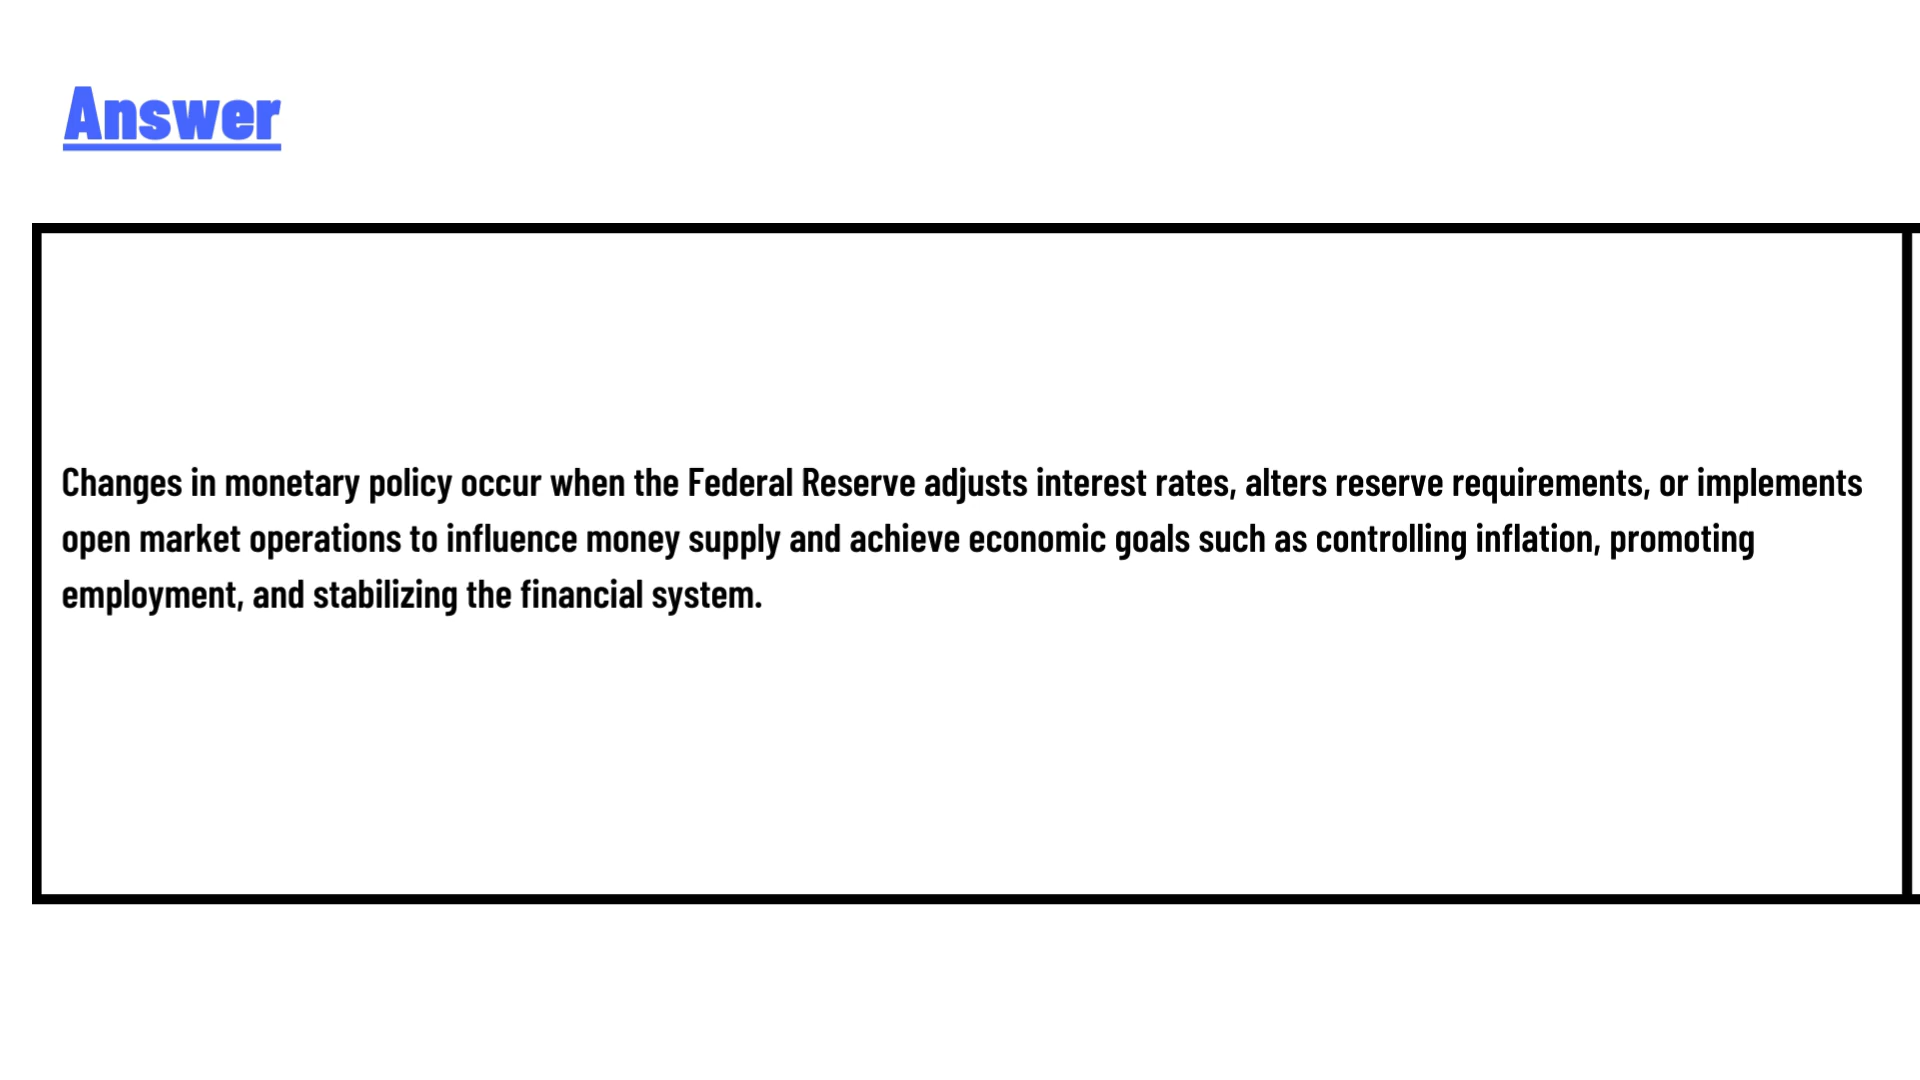 Answer
Changes in monetary policy occur when the Federal Reserve adjusts interest rates, alters reserve requirements, or implements
open market operations to influence money supply and achieve economic goals such as controlling inflation, promoting
employment, and stabilizing the financial system.